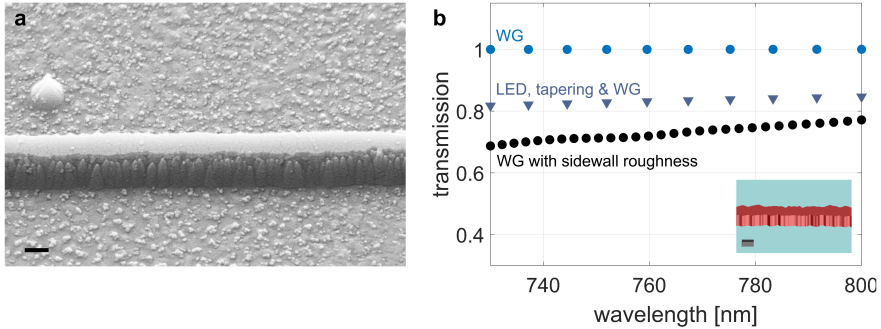 a
b
transmission
1
0.8
0.6
0.4
WG
LED, tapering & WG
WG with sidewall roughness
740
760
780
800
wavelength [nm]